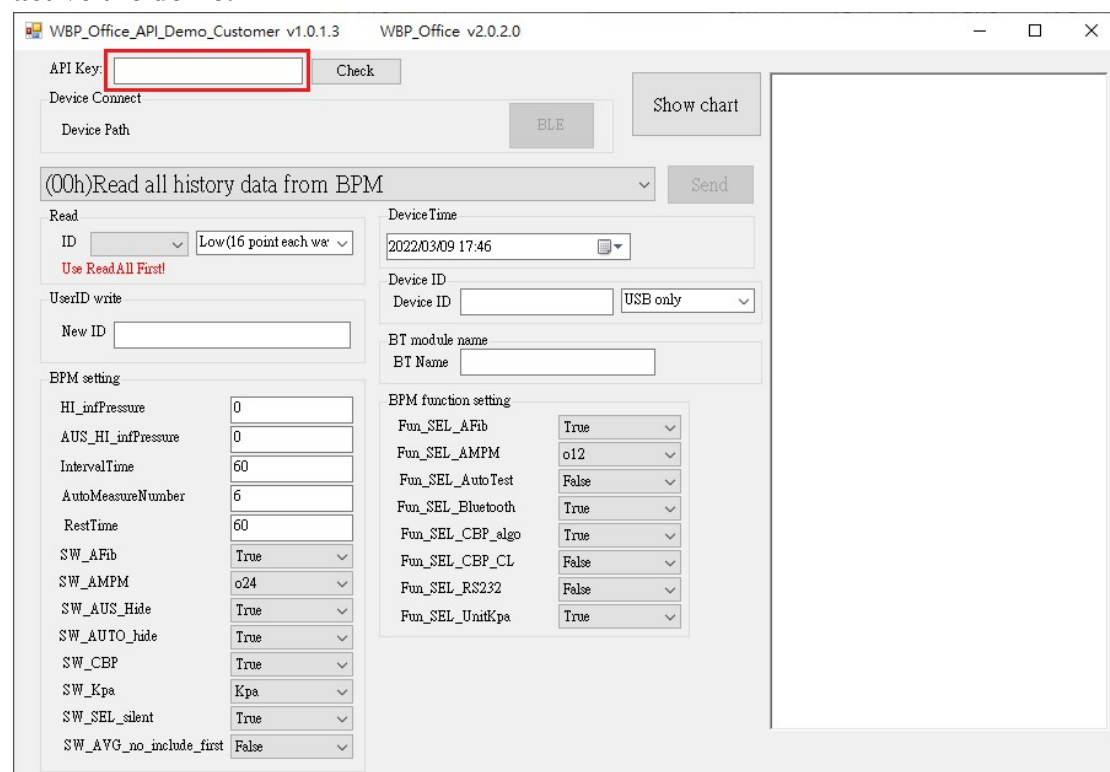 WBP_Office_API_Demo_Customer v1.0.1.3 WBP_Office v2.0.2.0
API Key: Check
Device Connect
Device Path BLE
Show chart
(00h)Read all history data from BPM Send
Read
ID Low(16 point each wa
Use ReadAll First!
UserID write
New ID
BPM setting
HI_infPressure 0
AUS_HI_infPressure 0
IntervalTime 60
AutoMeasureNumber 6
RestTime 60
SW_AFib True
SW_AMPM o24
SW_AUS_Hide True
SW_AUTO_hide True
SW_CBP True
SW_Kpa Kpa
SW_SEL_silent True
SW_AVG_no_include_first False
DeviceTime
2022/03/09 17:46
Device ID
Device ID USB only
BT module name
BT Name
BPM function setting
Fun_SEL_AFib True
Fun_SEL_AMPM o12
Fun_SEL_AutoTest False
Fun_SEL_Bluetooth True
Fun_SEL_CBP_algo True
Fun_SEL_CBP_CL False
Fun_SEL_RS232 False
Fun_SEL_UnitKpa True